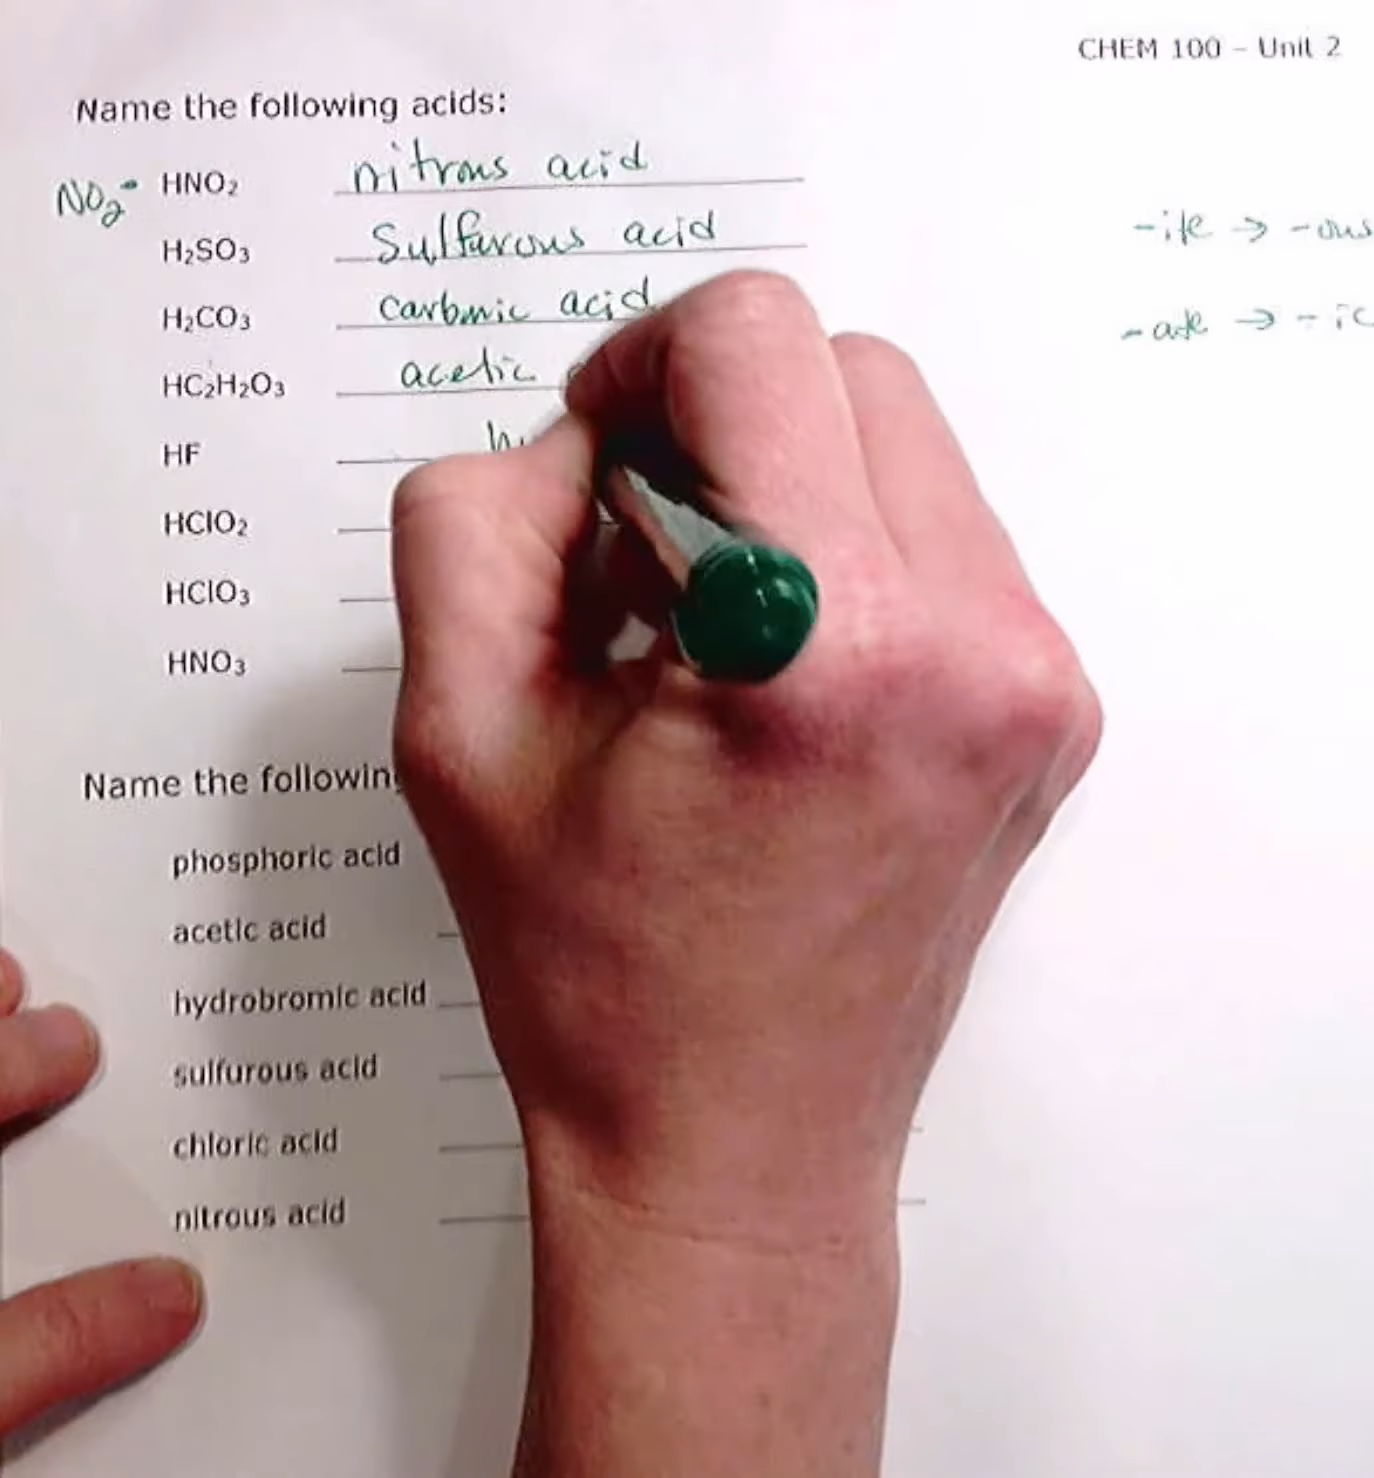 CHEM 100 – Unit 2
Name the following acids:
NO₂⁻ HNO₂ nitrous acid
H₂SO₃ Sulfurous acid
-ite → -ous
H₂CO₃ carbonic acid
-ate → -ic
HC₂H₂O₃ acetic
HF
HClO₂
HClO₃
HNO₃
Name the following
phosphoric acid
acetic acid
hydrobromic acid
sulfurous acid
chloric acid
nitrous acid